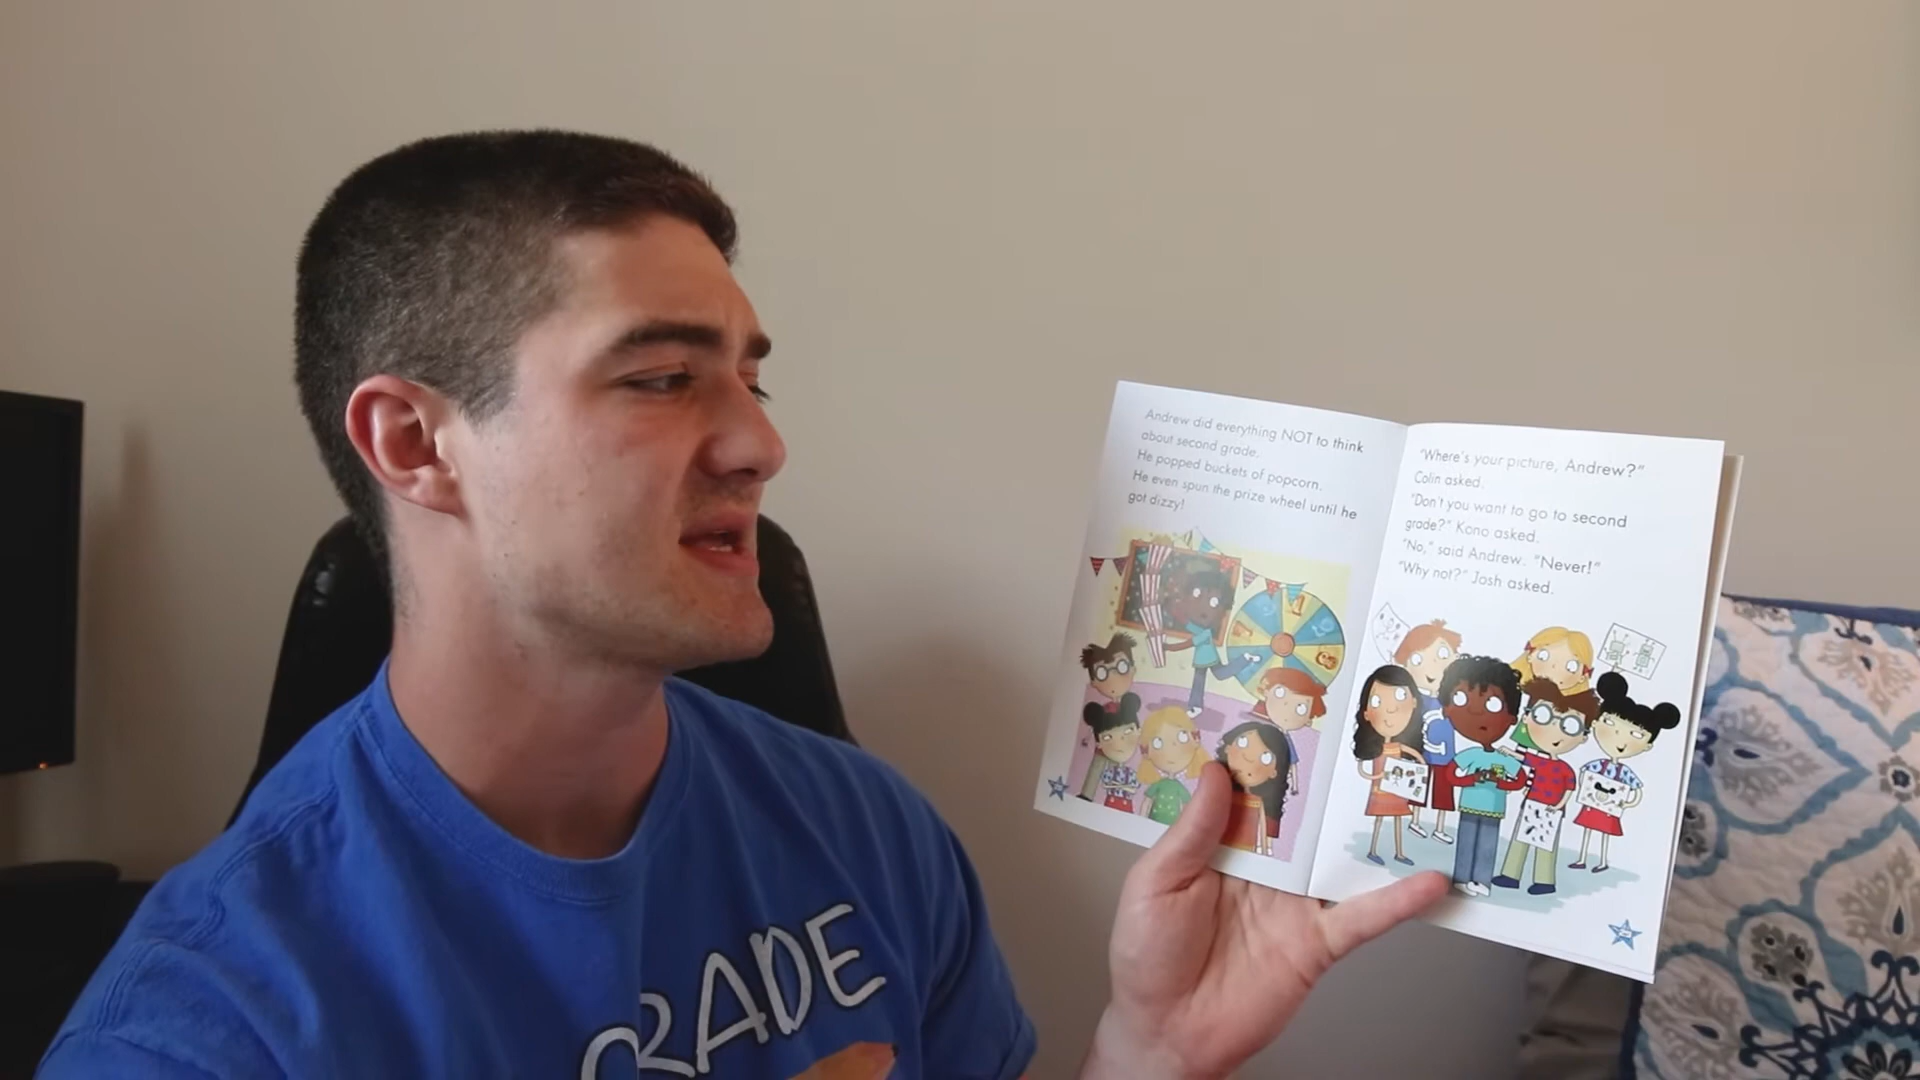 Andrew did everything NOT to think
about second grade.
He popped buckets of popcorn.
He even spun the prize wheel until he
got dizzy!
"Where's your picture, Andrew?"
Colin asked.
"Don't you want to go to second
grade?" Kono asked.
"No," said Andrew. "Never!"
"Why not?" Josh asked.
GRADE